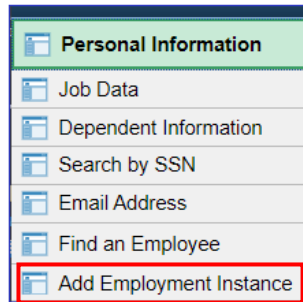 Personal Information
Job Data
Dependent Information
Search by SSN
Email Address
Find an Employee
Add Employment Instance